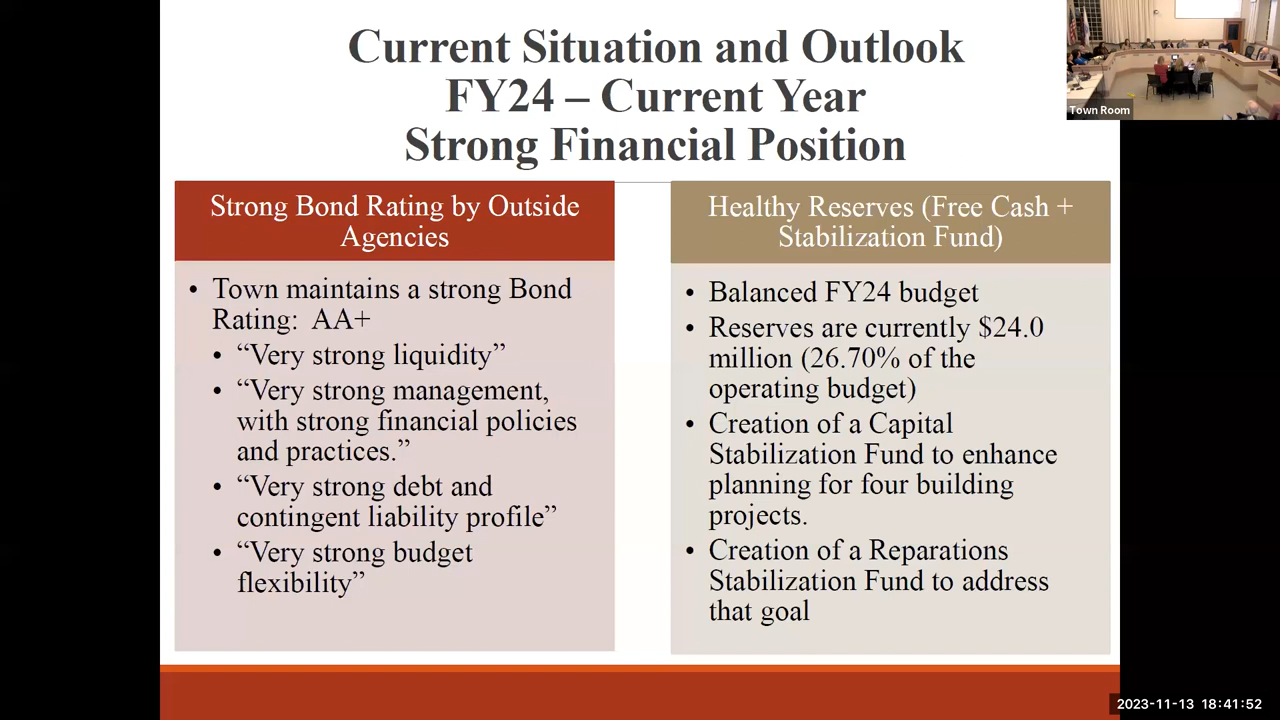 Current Situation and Outlook
FY24 – Current Year
Strong Financial Position
Town Room
Strong Bond Rating by Outside
Agencies
• Town maintains a strong Bond
Rating: AA+
• “Very strong liquidity”
• “Very strong management,
with strong financial policies
and practices.”
• “Very strong debt and
contingent liability profile”
• “Very strong budget
flexibility”
Healthy Reserves (Free Cash +
Stabilization Fund)
• Balanced FY24 budget
• Reserves are currently $24.0
million (26.70% of the
operating budget)
• Creation of a Capital
Stabilization Fund to enhance
planning for four building
projects.
• Creation of a Reparations
Stabilization Fund to address
that goal
2023-11-13 18:41:52